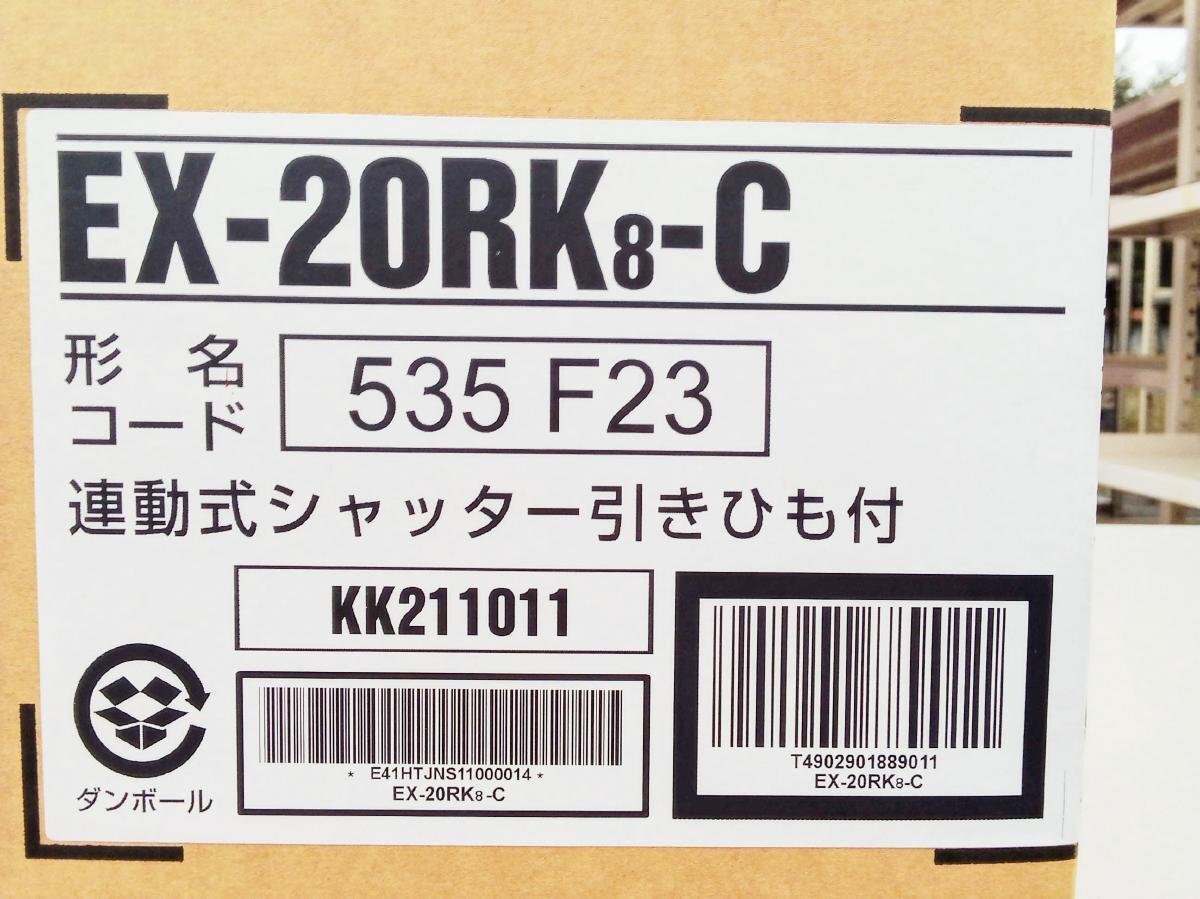 EX-20RK8-C
形　名
コード
535 F23
連動式シャッター引きひも付
KK211011
* E41HTJNS11000014 *
EX-20RK8-C
T4902901889011
EX-20RK8-C
ダンボール